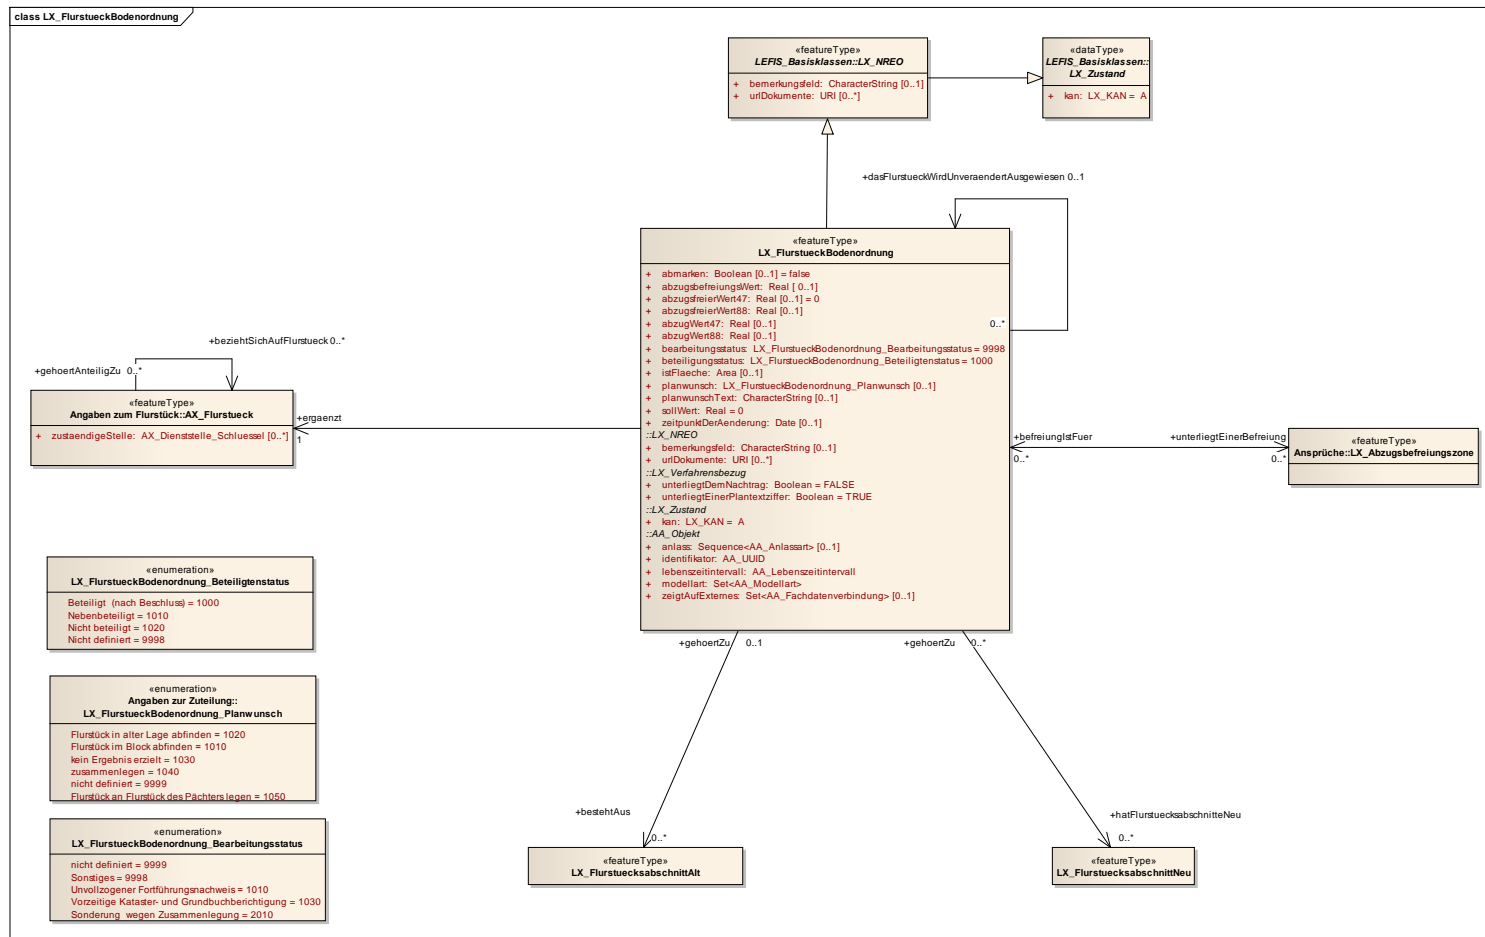 class LX_FlurstueckBodenordnung
«featureType»
LEFIS_Basisklassen::LX_NREO
+ bemerkungsfeld: CharacterString [0..1]
+ urlDokumente: URI [0..*]
«dataType»
LEFIS_Basisklassen::
LX_Zustand
+ kan: LX_KAN = A
+dasFlurstueckWirdUnveraendertAusgewiesen 0..1
0..*
«featureType»
LX_FlurstueckBodenordnung
+ abmarken: Boolean [0..1] = false
+ abzugsbefreiungsWert: Real [ 0..1]
+ abzugsfreierWert47: Real [0..1] = 0
+ abzugsfreierWert88: Real [0..1]
+ abzugWert47: Real [0..1]
+ abzugWert88: Real [0..1]
+ bearbeitungsstatus: LX_FlurstueckBodenordnung_Bearbeitungsstatus = 9998
+ beteiligungsstatus: LX_FlurstueckBodenordnung_Beteiligtenstatus = 1000
+ istFlaeche: Area [0..1]
+ planwunsch: LX_FlurstueckBodenordnung_Planwunsch [0..1]
+ planwunschText: CharacterString [0..1]
+ sollWert: Real = 0
+ zeitpunktDerAenderung: Date [0..1]
::LX_NREO
+ bemerkungsfeld: CharacterString [0..1]
+ urlDokumente: URI [0..*]
::LX_Verfahrensbezug
+ unterliegtDemNachtrag: Boolean = FALSE
+ unterliegtEinerPlantextziffer: Boolean = TRUE
::LX_Zustand
+ kan: LX_KAN = A
::AA_Objekt
+ anlass: Sequence<AA_Anlassart> [0..1]
+ identifikator: AA_UUID
+ lebenszeitintervall: AA_Lebenszeitintervall
+ modellart: Set<AA_Modellart>
+ zeigtAufExternes: Set<AA_Fachdatenverbindung> [0..1]
+beziehtSichAufFlurstueck 0..*
+gehoertAnteiligZu 0..*
«featureType»
Angaben zum Flurstück::AX_Flurstueck
+ zustaendigeStelle: AX_Dienststelle_Schluessel [0..*]
+ergaenzt
1
+befreiungIstFuer
0..*
+unterliegtEinerBefreiung
0..*
«featureType»
Ansprüche::LX_Abzugsbefreiungszone
«enumeration»
LX_FlurstueckBodenordnung_Beteiligtenstatus
Beteiligt (nach Beschluss) = 1000
Nebenbeteiligt = 1010
Nicht beteiligt = 1020
Nicht definiert = 9998
«enumeration»
Angaben zur Zuteilung::
LX_FlurstueckBodenordnung_Planwunsch
Flurstück in alter Lage abfinden = 1020
Flurstück im Block abfinden = 1010
kein Ergebnis erzielt = 1030
zusammenlegen = 1040
nicht definiert = 9999
Flurstück an Flurstück des Pächters legen = 1050
«enumeration»
LX_FlurstueckBodenordnung_Bearbeitungsstatus
nicht definiert = 9999
Sonstiges = 9998
Unvollzogener Fortführungsnachweis = 1010
Vorzeitige Kataster- und Grundbuchberichtigung = 1030
Sonderung wegen Zusammenlegung = 2010
+gehoertZu 0..1
+gehoertZu 0..*
+bestehtAus
0..*
+hatFlurstuecksabschnitteNeu
0..*
«featureType»
LX_FlurstuecksabschnittAlt
«featureType»
LX_FlurstuecksabschnittNeu